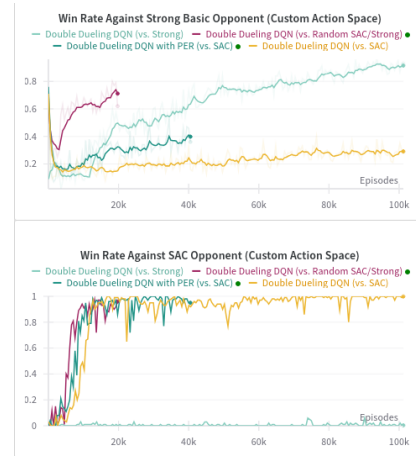 Win Rate Against Strong Basic Opponent (Custom Action Space)
Double Dueling DQN (vs. Strong) Double Dueling DQN (vs. Random SAC/Strong)
Double Dueling DQN with PER (vs. SAC) Double Dueling DQN (vs. SAC)
0.8
0.6
0.4
0.2
Episodes
20k 40k 60k 80k 100k
Win Rate Against SAC Opponent (Custom Action Space)
Double Dueling DQN (vs. Strong) Double Dueling DQN (vs. Random SAC/Strong)
Double Dueling DQN with PER (vs. SAC) Double Dueling DQN (vs. SAC)
1
0.8
0.6
0.4
0.2
0
Episodes
20k 40k 60k 80k 100k